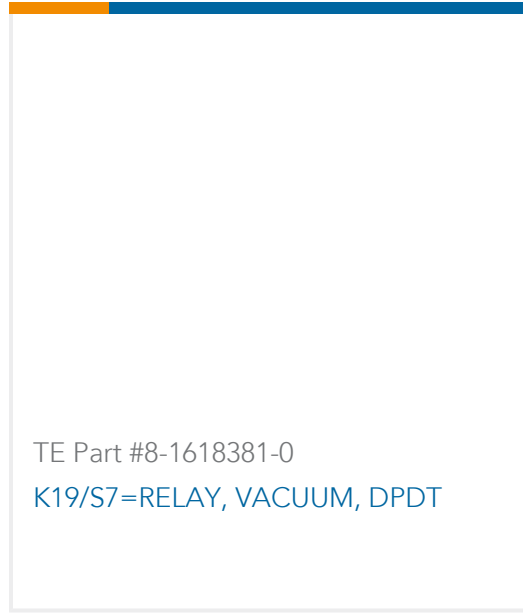 TE Part #8-1618381-0
K19/S7=RELAY, VACUUM, DPDT